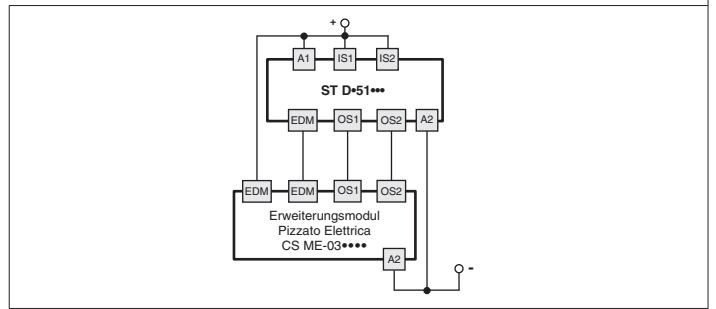 +
A1 IS1 IS2
ST D•51•••
EDM OS1 OS2 A2
EDM EDM OS1 OS2
Erweiterungsmodul
Pizzato Elettrica
CS ME-03••••
A2
-